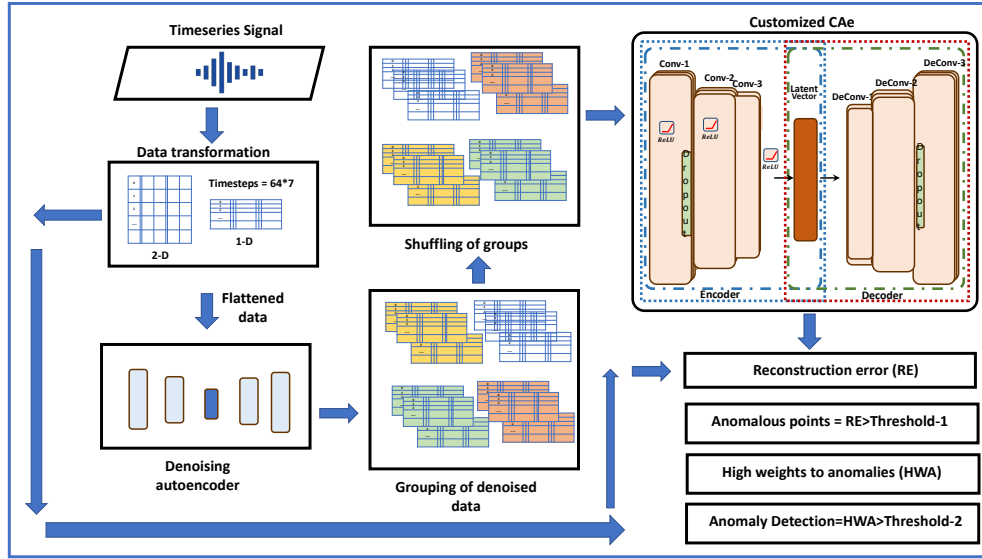 Timeseries Signal
Data transformation
Timesteps = 64*7
1-D
2-D
Flattened
data
Denoising
autoencoder
Grouping of denoised
data
Shuffling of groups
Customized CAe
Conv-1
Conv-2
Conv-3
ReLU
ReLU
ReLU
Dropout
Latent
Vector
DeConv-1
DeConv-2
DeConv-3
Dropout
Encoder
Decoder
Reconstruction error (RE)
Anomalous points = RE>Threshold-1
High weights to anomalies (HWA)
Anomaly Detection=HWA>Threshold-2